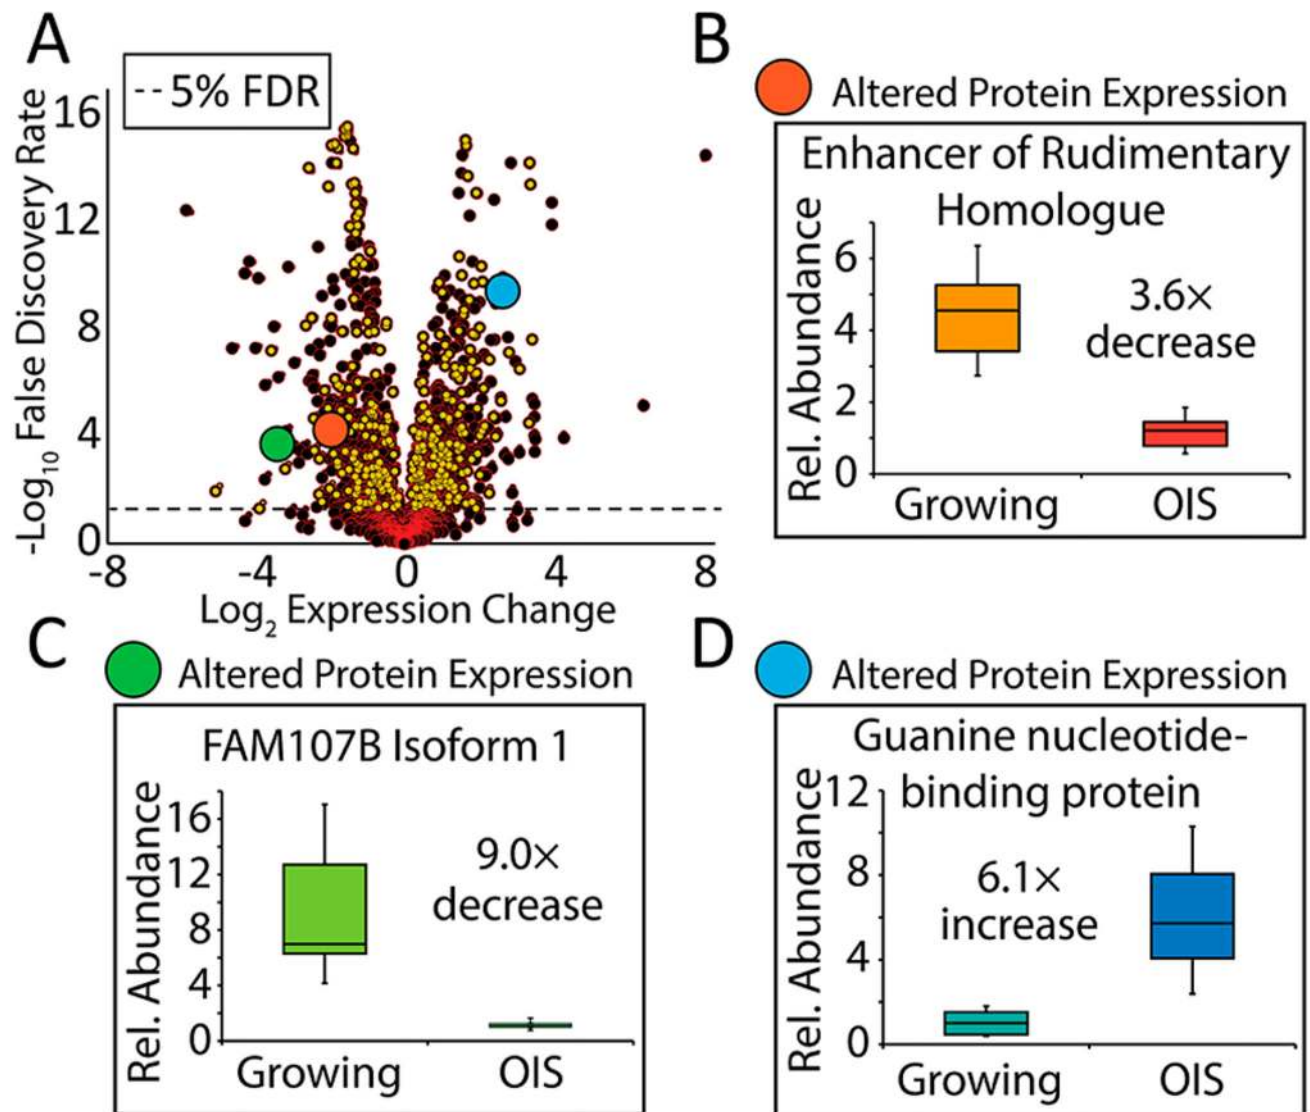 A
-- 5% FDR
-Log10 False Discovery Rate
16
12
8
4
0
-8 -4 0 4 8
Log2 Expression Change
B
Altered Protein Expression
Enhancer of Rudimentary
Homologue
Rel. Abundance
6
4
2
0
3.6×
decrease
Growing OIS
C
Altered Protein Expression
FAM107B Isoform 1
Rel. Abundance
16
12
8
4
0
9.0×
decrease
Growing OIS
D
Altered Protein Expression
Guanine nucleotide-
binding protein
Rel. Abundance
12
8
4
0
6.1×
increase
Growing OIS